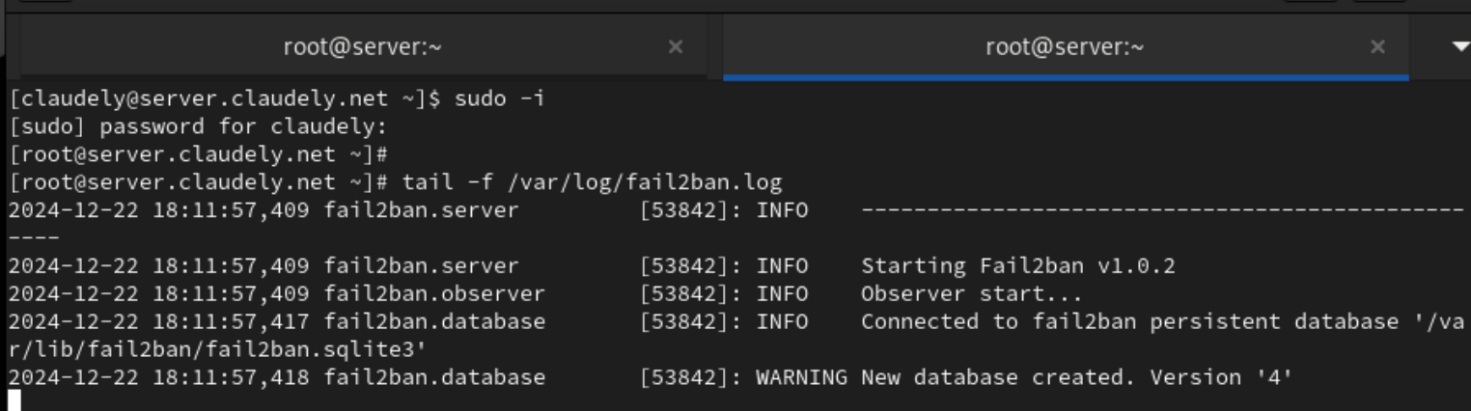 root@server:~ × root@server:~ ×
[claudely@server.claudely.net ~]$ sudo -i
[sudo] password for claudely:
[root@server.claudely.net ~]#
[root@server.claudely.net ~]# tail -f /var/log/fail2ban.log
2024-12-22 18:11:57,409 fail2ban.server         [53842]: INFO    ----------------------------------------------
----
2024-12-22 18:11:57,409 fail2ban.server         [53842]: INFO    Starting Fail2ban v1.0.2
2024-12-22 18:11:57,409 fail2ban.observer       [53842]: INFO    Observer start...
2024-12-22 18:11:57,417 fail2ban.database       [53842]: INFO    Connected to fail2ban persistent database '/va
r/lib/fail2ban/fail2ban.sqlite3'
2024-12-22 18:11:57,418 fail2ban.database       [53842]: WARNING New database created. Version '4'